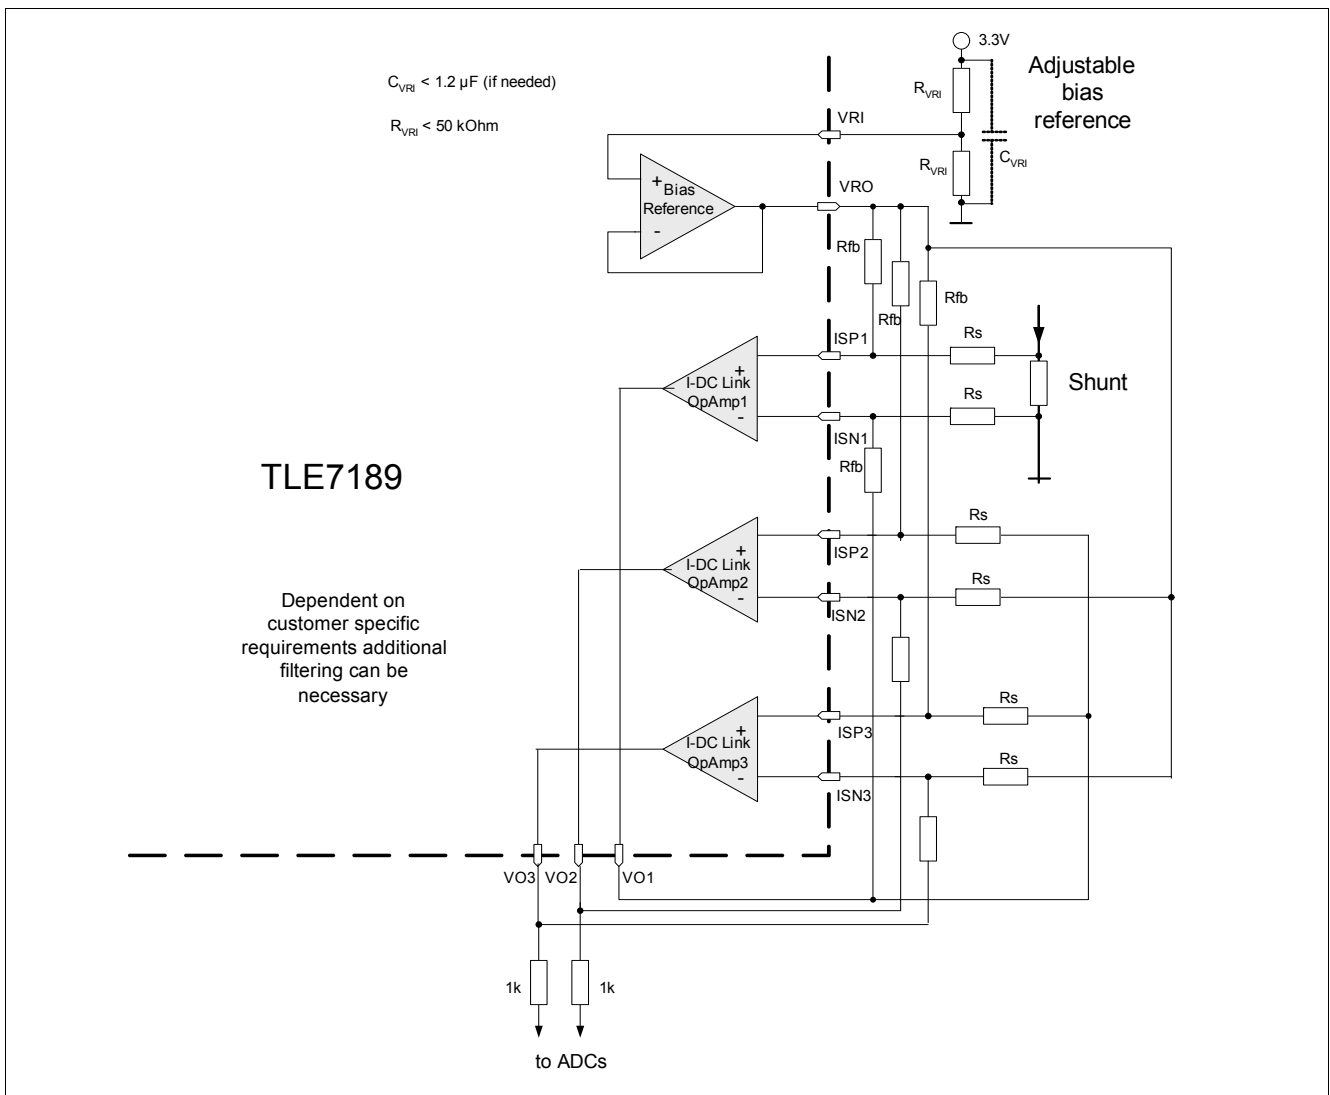 3.3V
Adjustable
bias
reference
C_VRI < 1.2 µF (if needed)
R_VRI
R_VRI < 50 kOhm
VRI
R_VRI
C_VRI
+
Bias
Reference
-
VRO
Rfb
Rfb
Rfb
ISP1
Rs
+
I-DC Link
OpAmp1
-
Rs
Shunt
ISN1
Rfb
TLE7189
Rs
+
ISP2
I-DC Link
OpAmp2
-
Rs
ISN2
Dependent on
customer specific
requirements additional
filtering can be
necessary
Rs
+
ISP3
I-DC Link
OpAmp3
-
Rs
ISN3
VO3
VO2
VO1
1k
1k
to ADCs